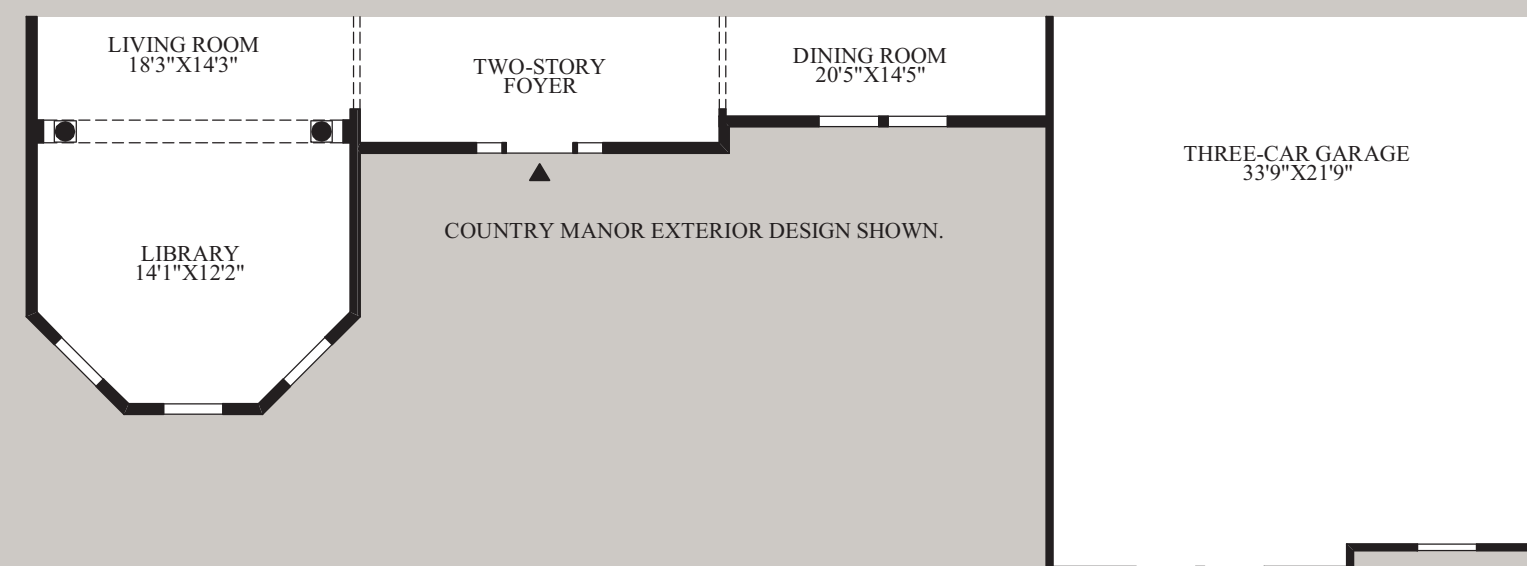 LIVING ROOM
18'3"X14'3"
TWO-STORY
FOYER
DINING ROOM
20'5"X14'5"
THREE-CAR GARAGE
33'9"X21'9"
COUNTRY MANOR EXTERIOR DESIGN SHOWN.
LIBRARY
14'1"X12'2"